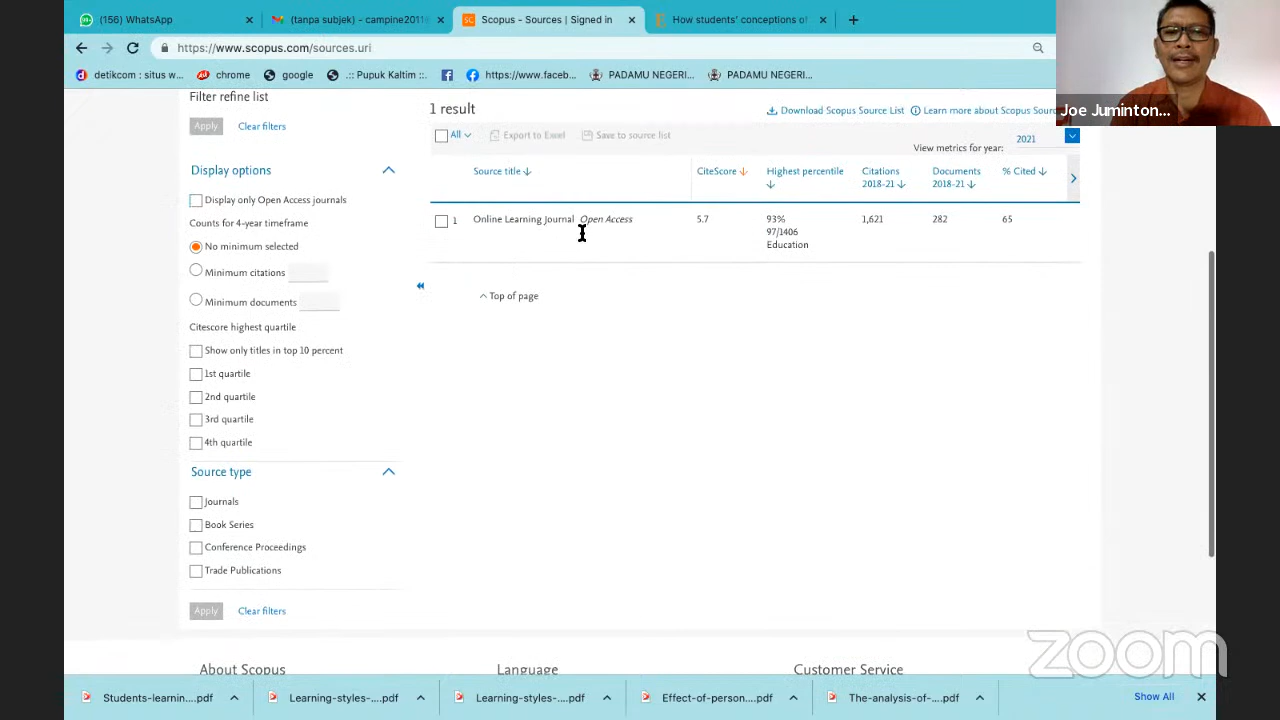 (156) WhatsApp
(tanpa subjek) - campine2011@
Scopus - Sources | Signed in
How students' conceptions of
https://www.scopus.com/sources.uri
detikcom : situs w...
chrome
google
.:: Pupuk Kaltim ::.
https://www.faceb...
PADAMU NEGERI...
PADAMU NEGERI...
Joe Juminton...
Filter refine list
Apply
Clear filters
Display options
Display only Open Access journals
Counts for 4-year timeframe
No minimum selected
Minimum citations
Minimum documents
Citescore highest quartile
Show only titles in top 10 percent
1st quartile
2nd quartile
3rd quartile
4th quartile
Source type
Journals
Book Series
Conference Proceedings
Trade Publications
Apply
Clear filters
1 result
Download Scopus Source List
Learn more about Scopus Sour
All
Export to Excel
Save to source list
View metrics for year:
2021
Source title
CiteScore
Highest percentile
Citations 2018-21
Documents 2018-21
% Cited
1
Online Learning Journal Open Access
5.7
93%
97/1406
Education
1,621
282
65
Top of page
About Scopus
Language
Customer Service
zoom
Students-learnin....pdf
Learning-styles-....pdf
Learning-styles-....pdf
Effect-of-person....pdf
The-analysis-of-....pdf
Show All